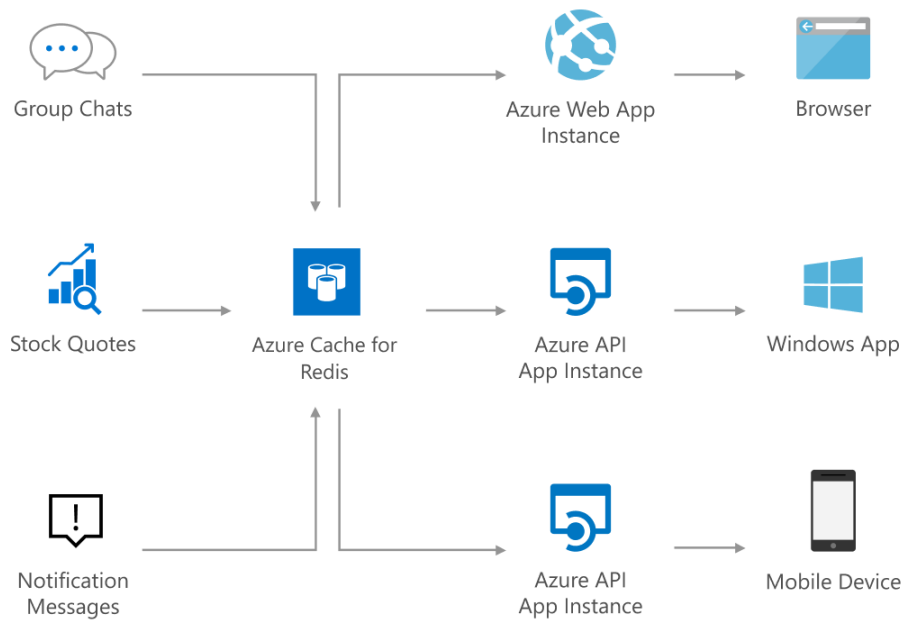 Group Chats
Azure Web App
Instance
Browser
Stock Quotes
Azure Cache for
Redis
Azure API
App Instance
Windows App
Notification
Messages
Azure API
App Instance
Mobile Device